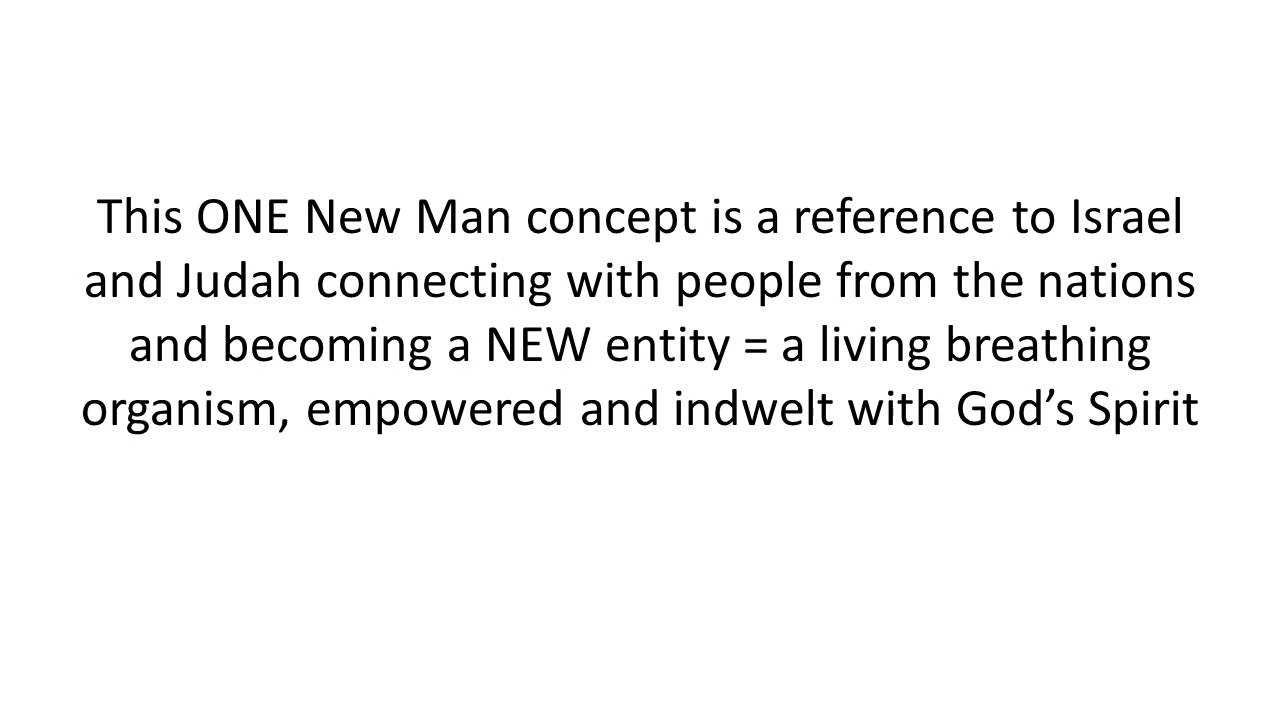 This ONE New Man concept is a reference to Israel
and Judah connecting with people from the nations
and becoming a NEW entity = a living breathing
organism, empowered and indwelt with God’s Spirit